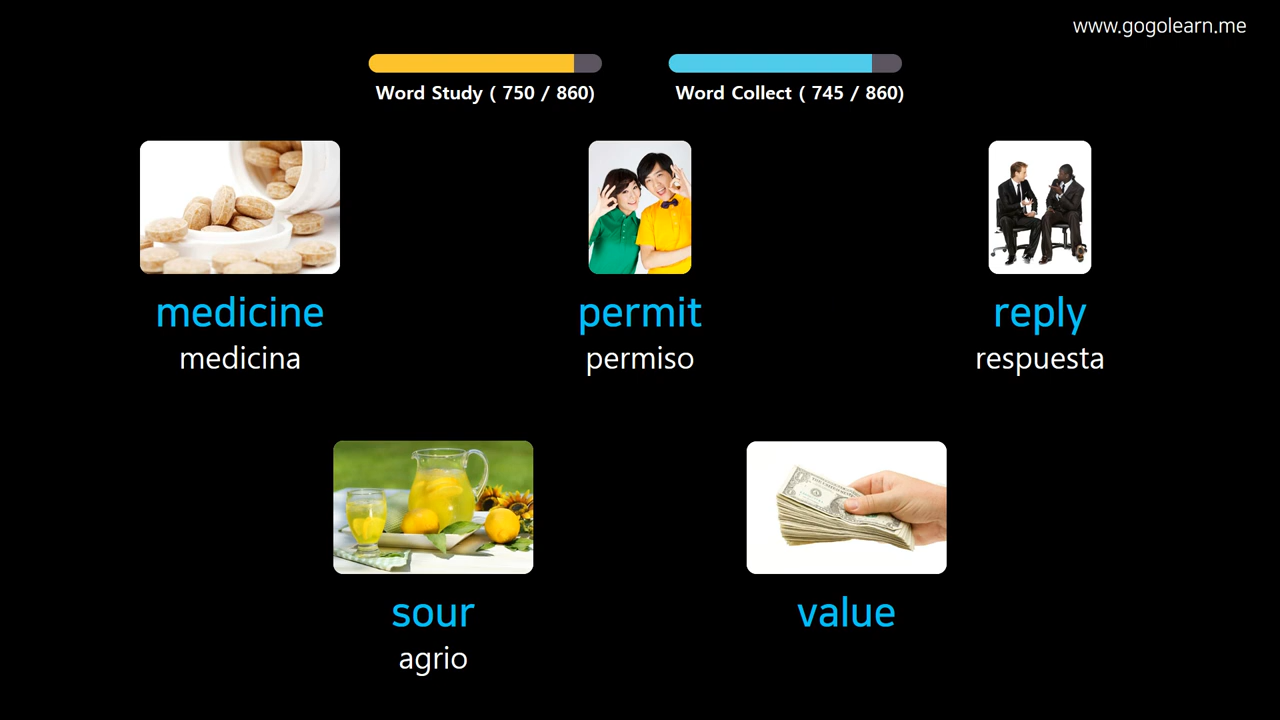 www.gogolearn.me
Word Study ( 750 / 860)
Word Collect ( 745 / 860)
medicine
medicina
permit
permiso
reply
respuesta
sour
agrio
value